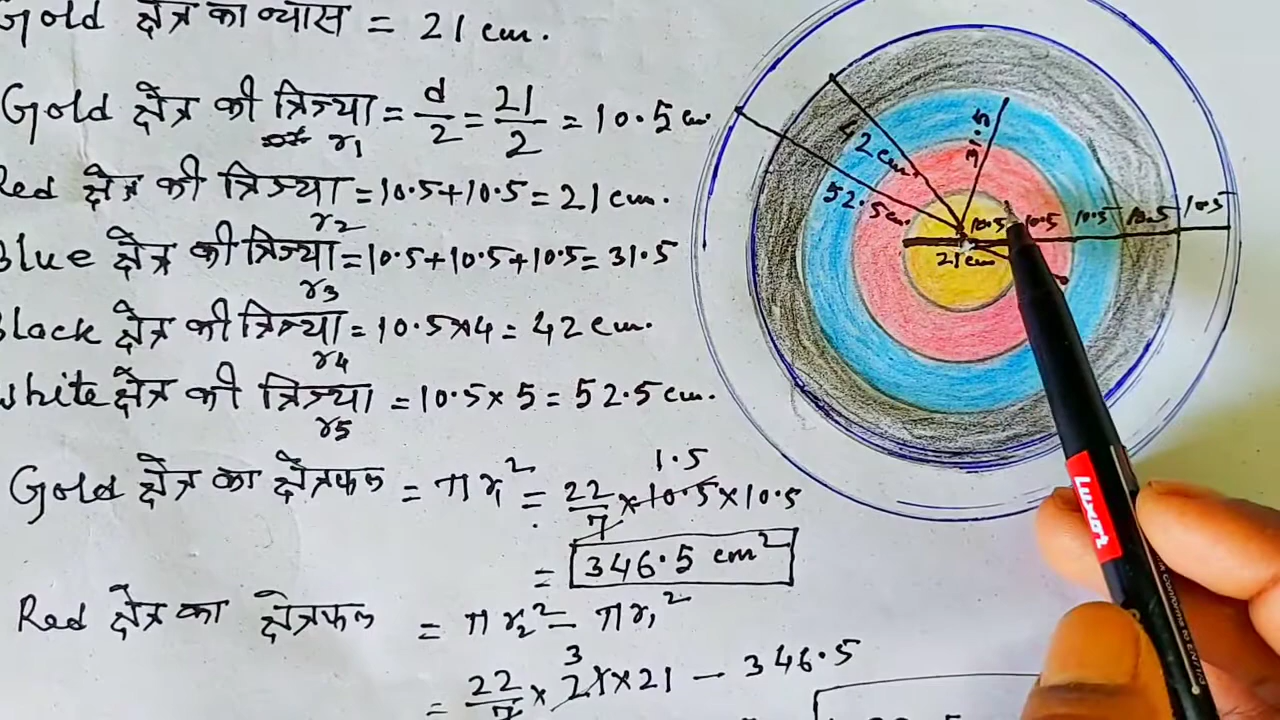 Gold क्षेत्र का व्यास = 21 cm.
Gold क्षेत्र की त्रिज्या = d/2 = 21/2 = 10.5 cm.
r1
Red क्षेत्र की त्रिज्या = 10.5+10.5 = 21 cm.
r2
Blue क्षेत्र की त्रिज्या = 10.5+10.5+10.5 = 31.5
r3
Black क्षेत्र की त्रिज्या = 10.5×4 = 42 cm.
r4
White क्षेत्र की त्रिज्या = 10.5 × 5 = 52.5 cm.
r5
Gold क्षेत्र का क्षेत्रफल = πr1² = 22/7 × 10.5 × 10.5
1.5
= 346.5 cm²
Red क्षेत्र का क्षेत्रफल = πr2² - πr1²
3
= 22/7 × 21 × 21 - 346.5
42 cm.
52.5 cm.
31.5
10.5 10.5 10.5 10.5 10.5
21 cm
Luxor